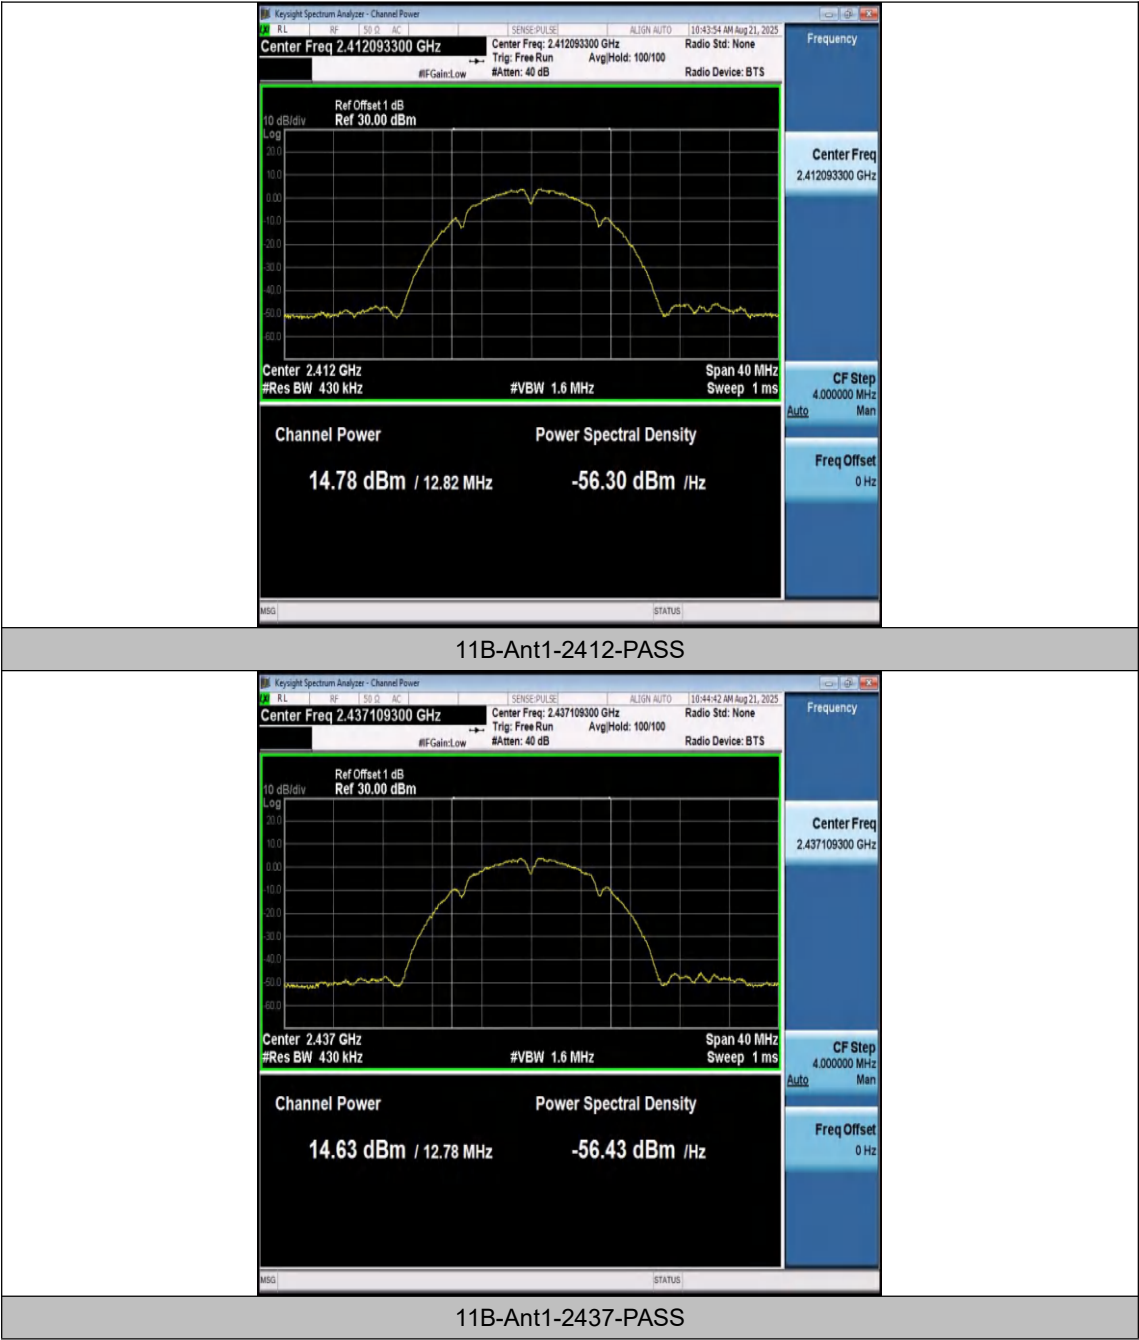 Keysight Spectrum Analyzer - Channel Power
RL RF 50 Ω AC SENSE:PULSE ALIGN AUTO 10:43:54 AM Aug 21, 2025
Center Freq 2.412093300 GHz
Center Freq: 2.412093300 GHz
Radio Std: None
Trig: Free Run Avg|Hold: 100/100
#IFGain:Low
#Atten: 40 dB
Radio Device: BTS
Frequency
Ref Offset 1 dB
10 dB/div Ref 30.00 dBm
Log
20.0
10.0
0.00
-10.0
-20.0
-30.0
-40.0
-50.0
-60.0
Center 2.412 GHz Span 40 MHz
#Res BW 430 kHz #VBW 1.6 MHz Sweep 1 ms
Center Freq
2.412093300 GHz
CF Step
4.000000 MHz
Auto Man
Freq Offset
0 Hz
Channel Power Power Spectral Density
14.78 dBm / 12.82 MHz -56.30 dBm /Hz
MSG STATUS
11B-Ant1-2412-PASS
Keysight Spectrum Analyzer - Channel Power
RL RF 50 Ω AC SENSE:PULSE ALIGN AUTO 10:44:42 AM Aug 21, 2025
Center Freq 2.437109300 GHz
Center Freq: 2.437109300 GHz
Radio Std: None
Trig: Free Run Avg|Hold: 100/100
#IFGain:Low
#Atten: 40 dB
Radio Device: BTS
Frequency
Ref Offset 1 dB
10 dB/div Ref 30.00 dBm
Log
20.0
10.0
0.00
-10.0
-20.0
-30.0
-40.0
-50.0
-60.0
Center 2.437 GHz Span 40 MHz
#Res BW 430 kHz #VBW 1.6 MHz Sweep 1 ms
Center Freq
2.437109300 GHz
CF Step
4.000000 MHz
Auto Man
Freq Offset
0 Hz
Channel Power Power Spectral Density
14.63 dBm / 12.78 MHz -56.43 dBm /Hz
MSG STATUS
11B-Ant1-2437-PASS